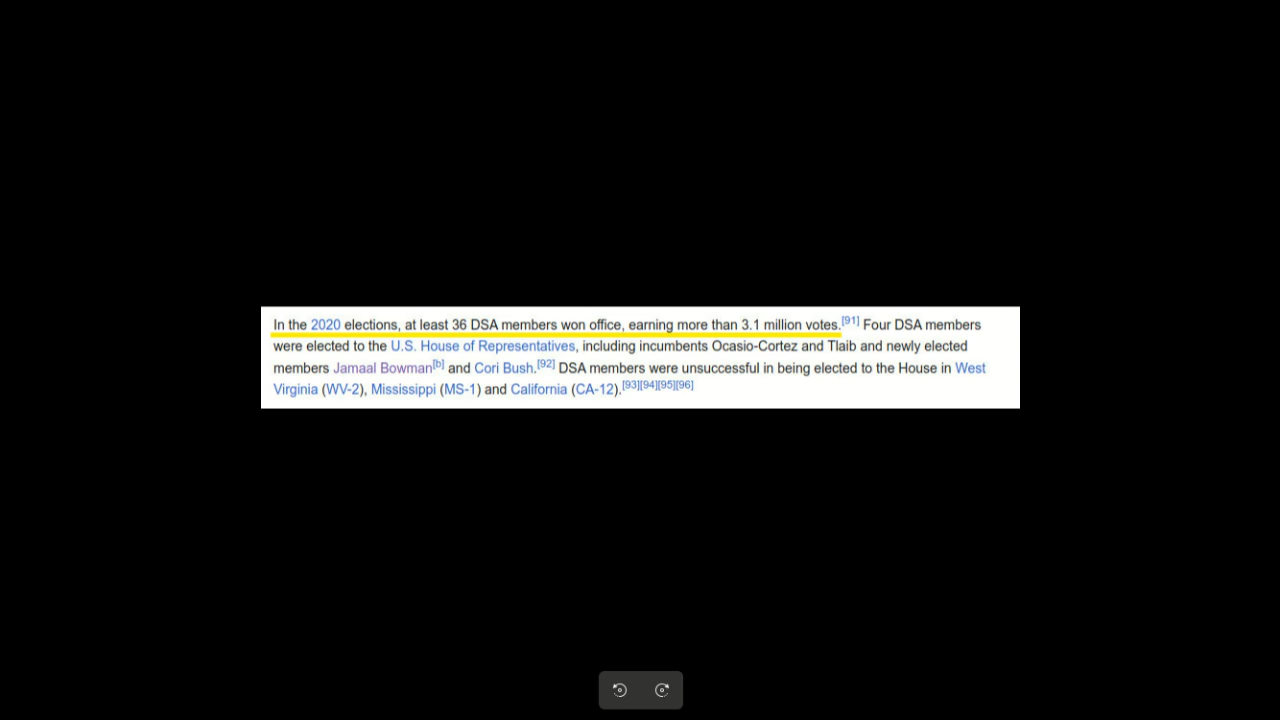 In the 2020 elections, at least 36 DSA members won office, earning more than 3.1 million votes.[91] Four DSA members
were elected to the U.S. House of Representatives, including incumbents Ocasio-Cortez and Tlaib and newly elected
members Jamaal Bowman[b] and Cori Bush.[92] DSA members were unsuccessful in being elected to the House in West
Virginia (WV-2), Mississippi (MS-1) and California (CA-12).[93][94][95][96]